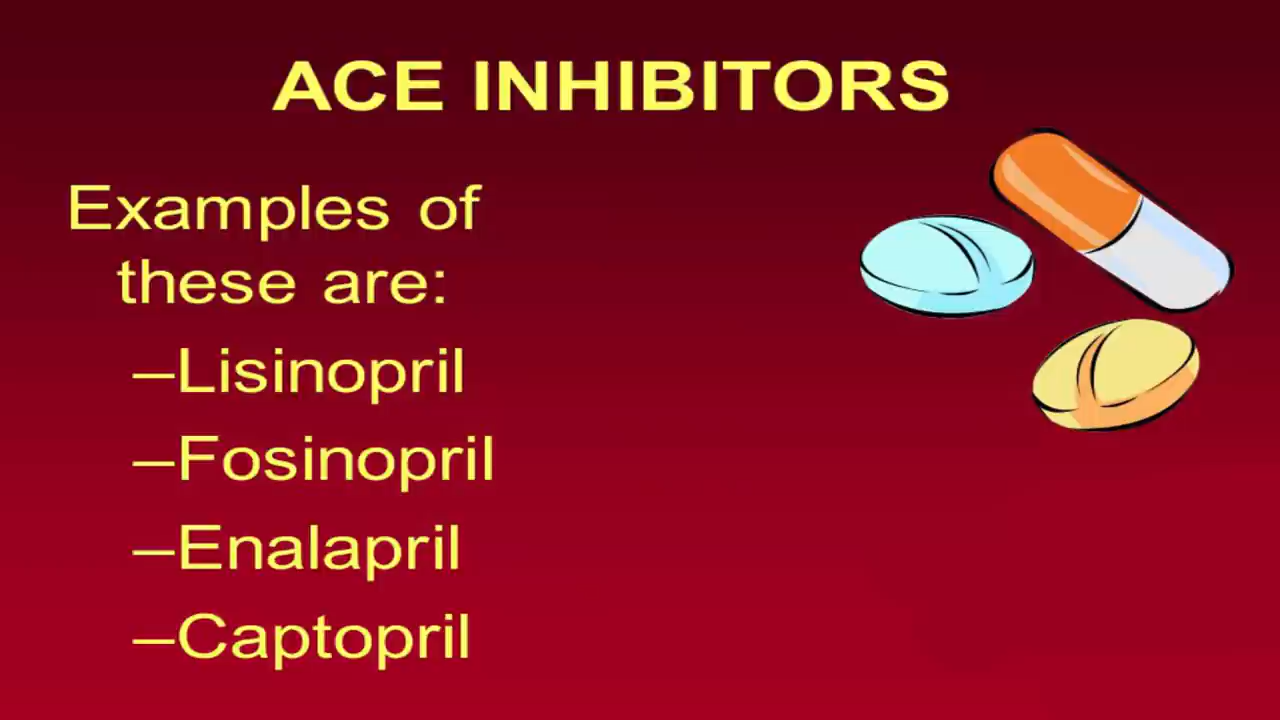 ACE INHIBITORS
Examples of
these are:
–Lisinopril
–Fosinopril
–Enalapril
–Captopril